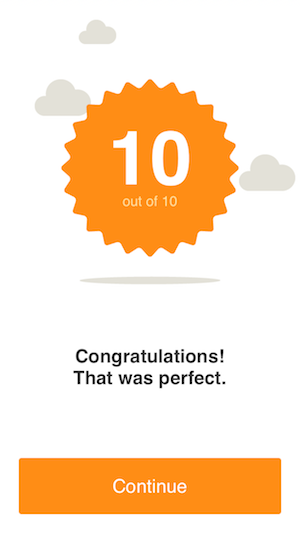 10
out of 10
Congratulations!
That was perfect.
Continue